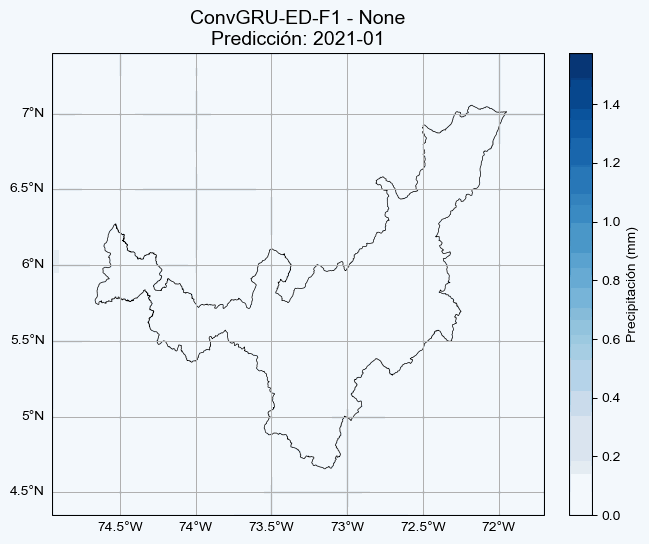 ConvGRU-ED-F1 - None
Predicción: 2021-01
7°N
6.5°N
6°N
5.5°N
5°N
4.5°N
74.5°W
74°W
73.5°W
73°W
72.5°W
72°W
1.4
1.2
1.0
0.8
0.6
0.4
0.2
0.0
Precipitación (mm)